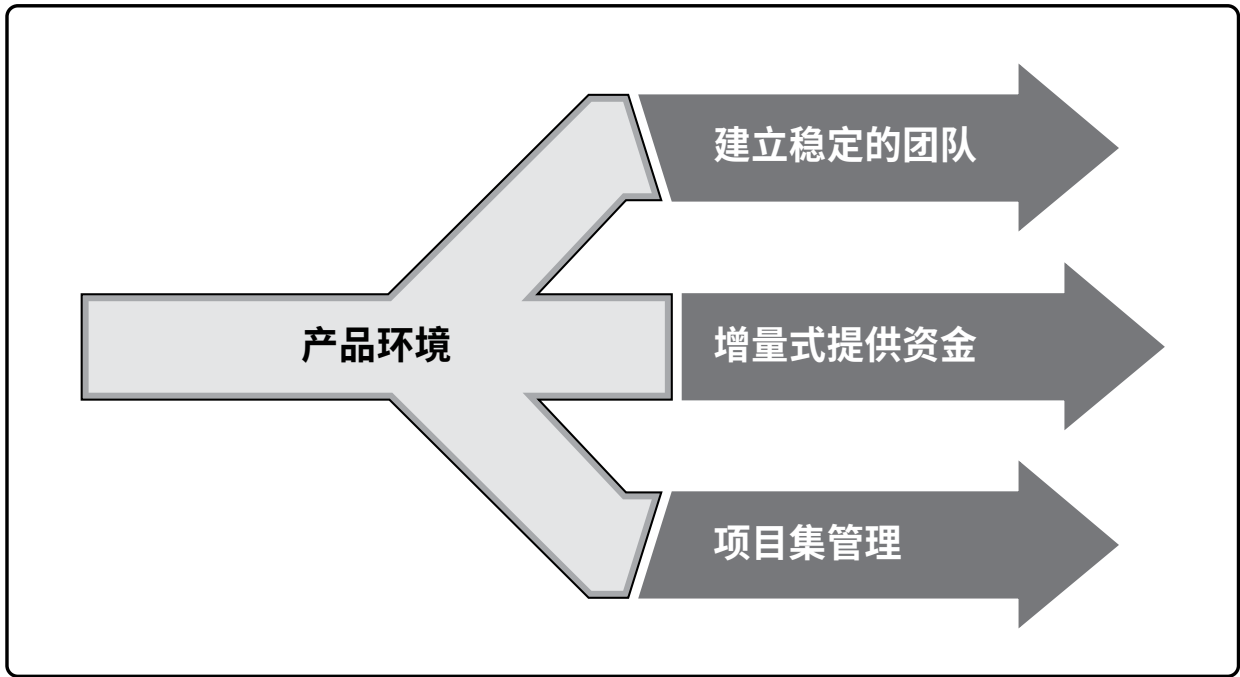 建立稳定的团队
产品环境
增量式提供资金
项目集管理